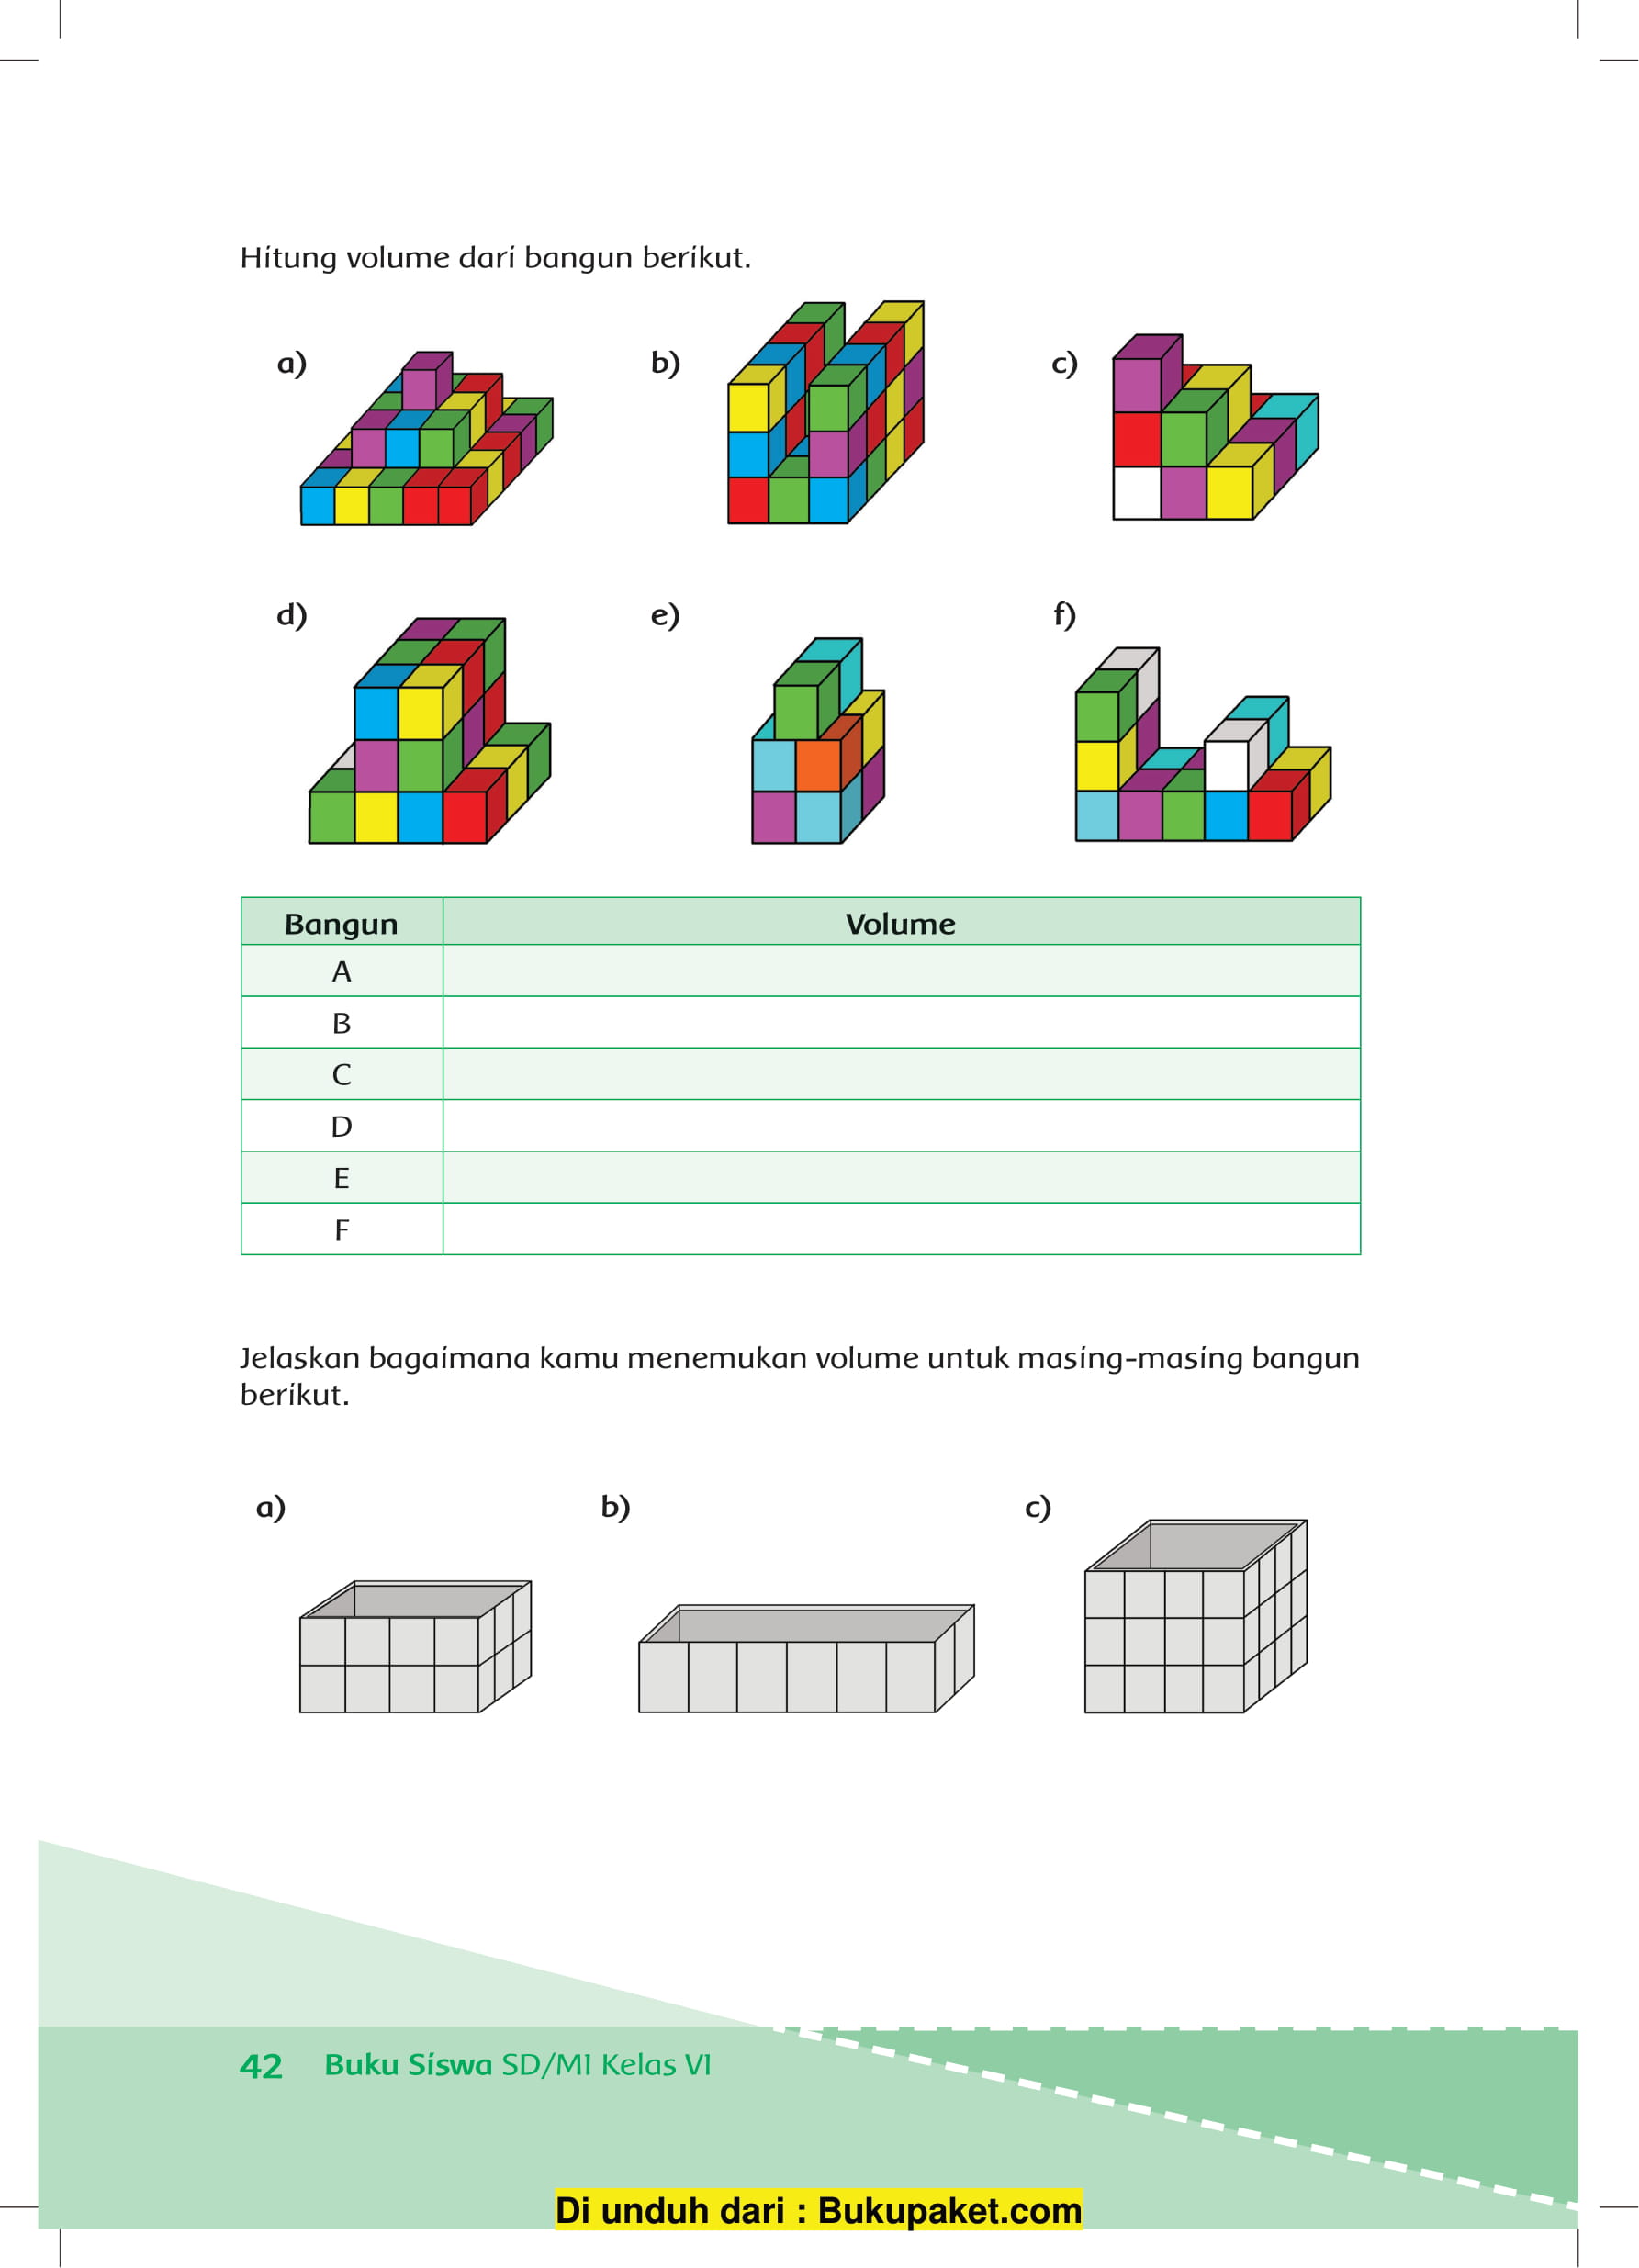 Hitung volume dari bangun berikut.
a)
b)
c)
d)
e)
f)
Bangun Volume
A
B
C
D
E
F
Jelaskan bagaimana kamu menemukan volume untuk masing-masing bangun
berikut.
a)
b)
c)
42 Buku Siswa SD/MI Kelas VI
Di unduh dari : Bukupaket.com